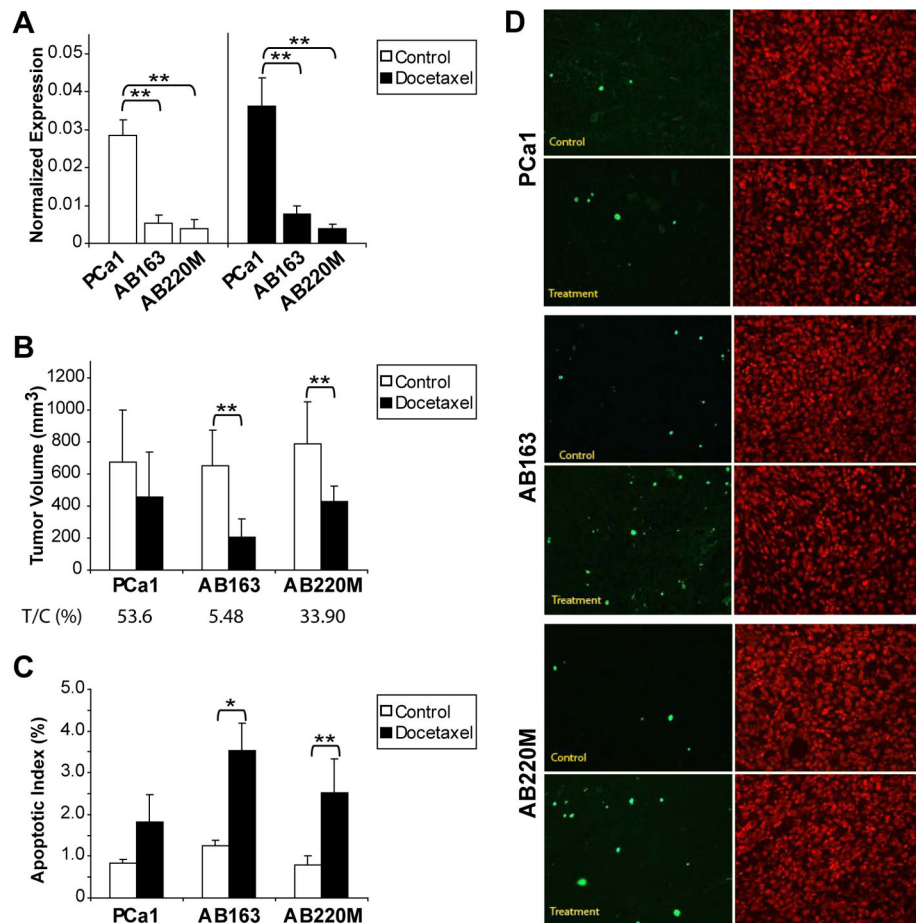 A
Normalized Expression
0.05
0.04
0.03
0.02
0.01
0
**
**
**
**
Control
Docetaxel
PCa1
AB163
AB220M
PCa1
AB163
AB220M
B
Tumor Volume (mm3)
1200
1000
800
600
400
200
0
**
**
Control
Docetaxel
PCa1 AB163 AB220M
T/C (%) 53.6 5.48 33.90
C
Apoptotic Index (%)
5.0
4.0
3.0
2.0
1.0
0
*
**
Control
Docetaxel
PCa1 AB163 AB220M
D
PCa1
Control
Treatment
AB163
Control
Treatment
AB220M
Control
Treatment